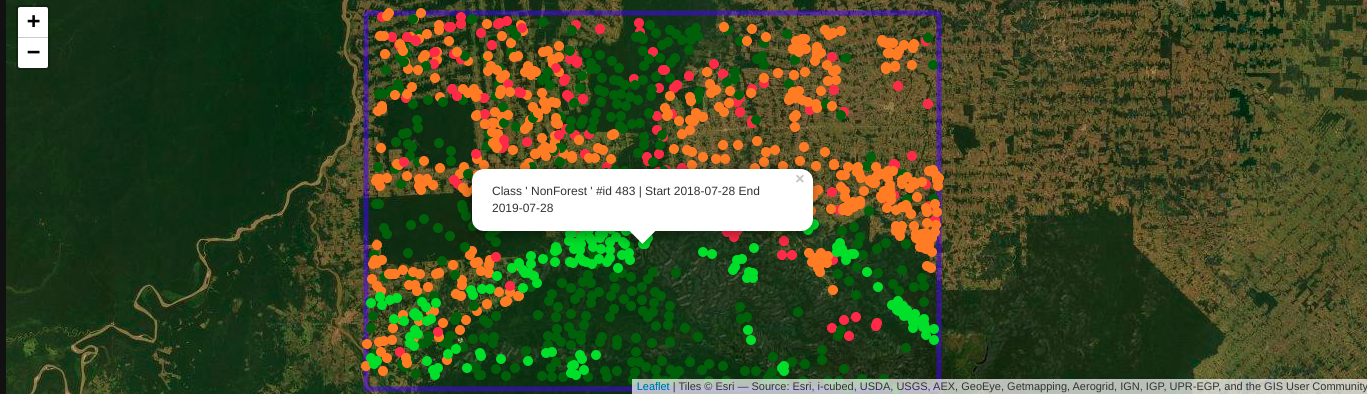 +
−
×
Class ' NonForest ' #id 483 | Start 2018-07-28 End
2019-07-28
Leaflet | Tiles © Esri — Source: Esri, i-cubed, USDA, USGS, AEX, GeoEye, Getmapping, Aerogrid, IGN, IGP, UPR-EGP, and the GIS User Community